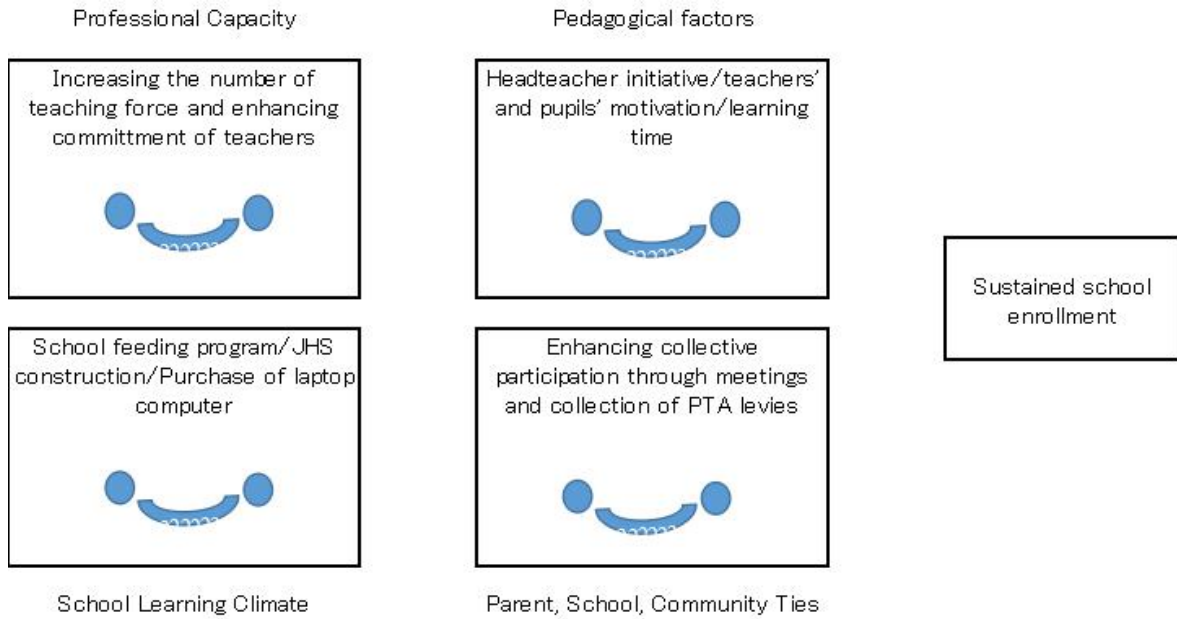 Professional Capacity
Pedagogical factors
Increasing the number of
teaching force and enhancing
committment of teachers
Headteacher initiative/teachers'
and pupils' motivation/learning
time
Sustained school
enrollment
School feeding program/JHS
construction/Purchase of laptop
computer
Enhancing collective
participation through meetings
and collection of PTA levies
School Learning Climate
Parent, School, Community Ties